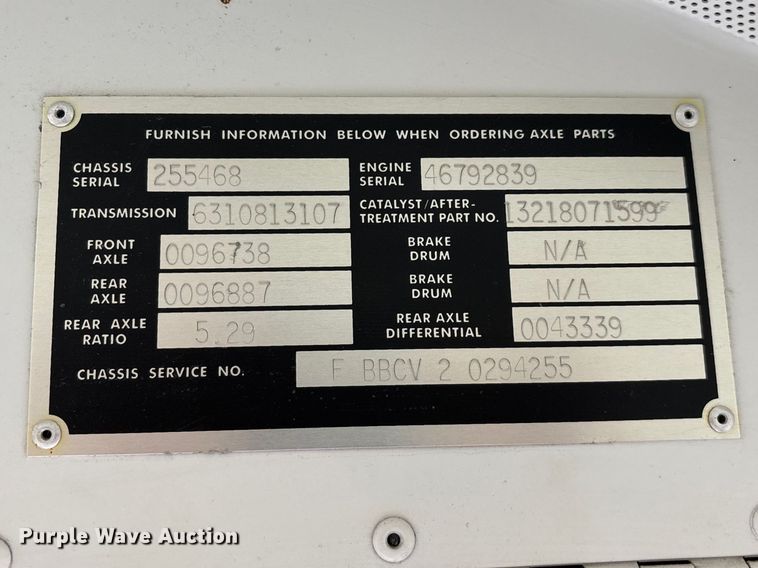 FURNISH INFORMATION BELOW WHEN ORDERING AXLE PARTS
CHASSIS SERIAL 255468 ENGINE SERIAL 46792839
TRANSMISSION 6310813107 CATALYST/AFTER-TREATMENT PART NO. 13218071599
FRONT AXLE 0096738 BRAKE DRUM N/A
REAR AXLE 0096887 BRAKE DRUM N/A
REAR AXLE RATIO 5.29 REAR AXLE DIFFERENTIAL 0043339
CHASSIS SERVICE NO. F BBCV 2 0294255
Purple Wave Auction